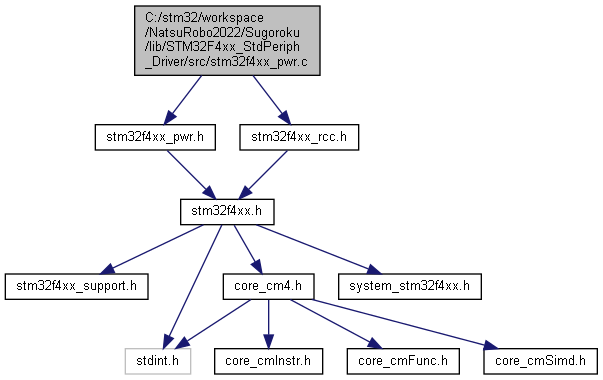 C:/stm32/workspace
/NatsuRobo2022/Sugoroku
/lib/STM32F4xx_StdPeriph
_Driver/src/stm32f4xx_pwr.c
stm32f4xx_pwr.h
stm32f4xx_rcc.h
stm32f4xx.h
stm32f4xx_support.h
core_cm4.h
system_stm32f4xx.h
stdint.h
core_cmInstr.h
core_cmFunc.h
core_cmSimd.h